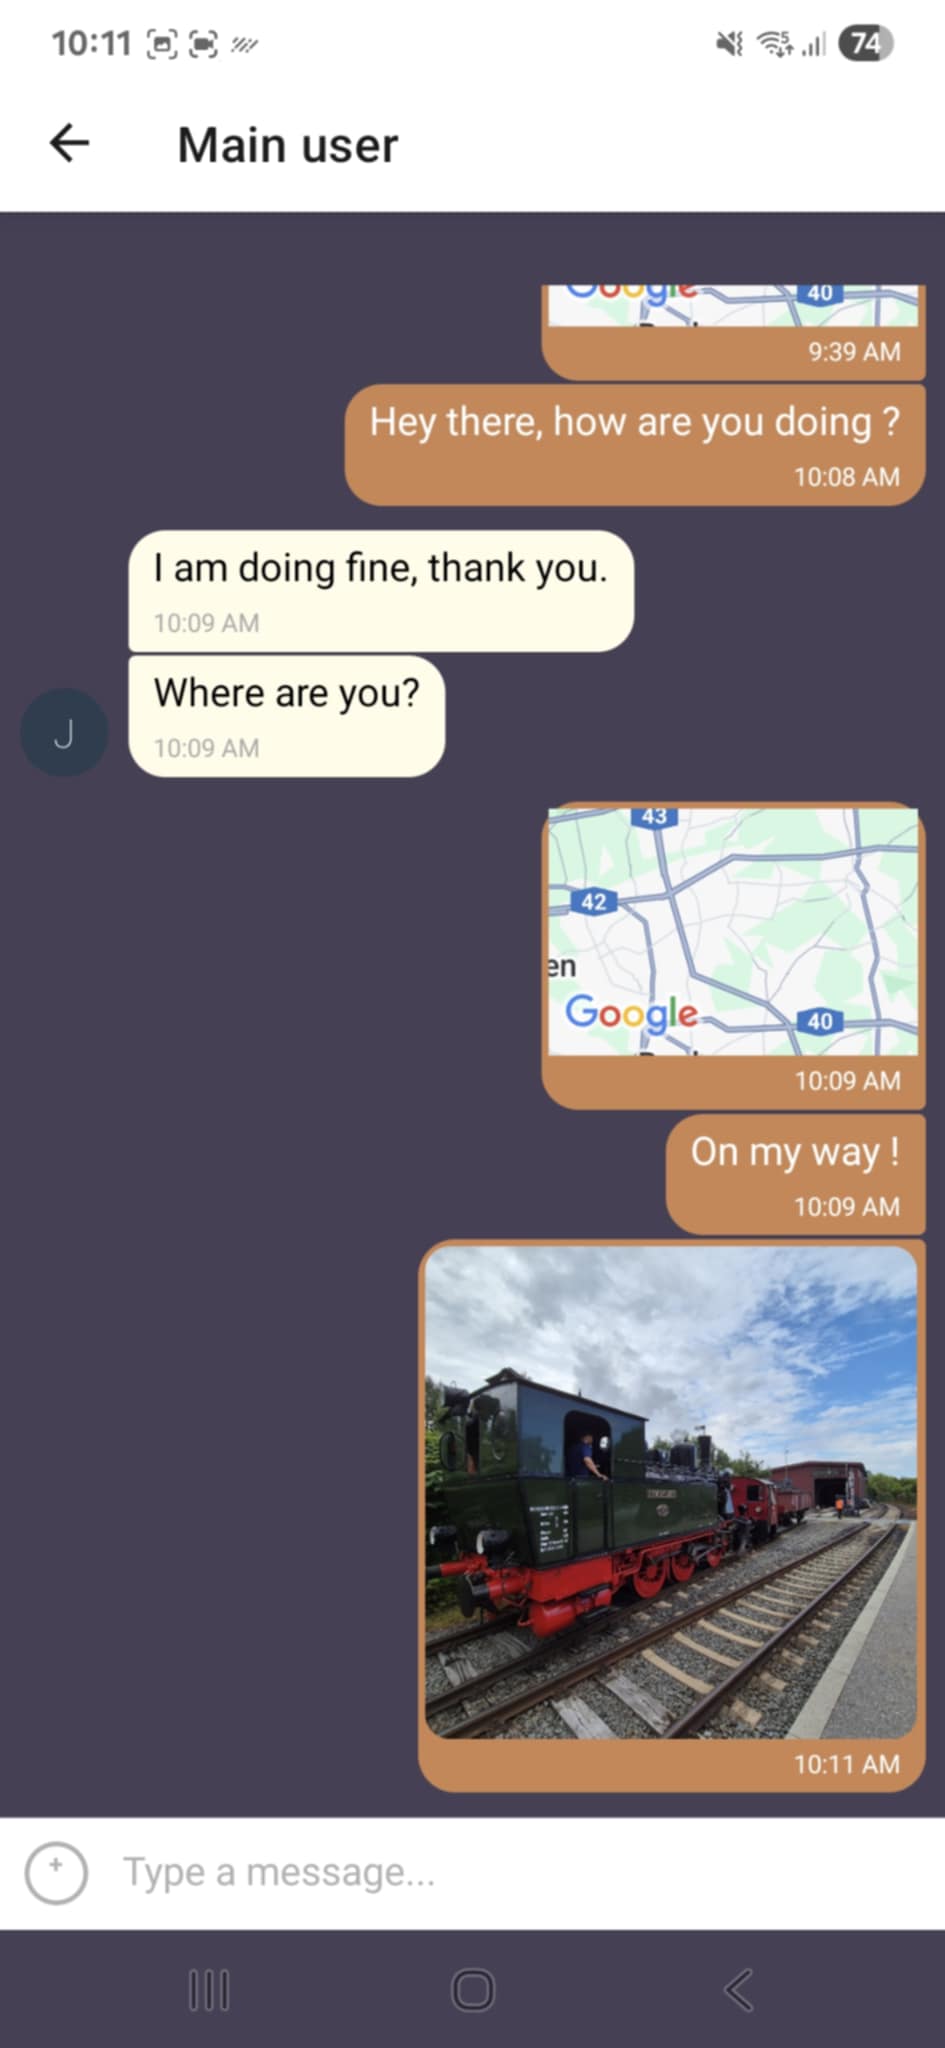 10:11
5
74
Main user
Google
40
9:39 AM
Hey there, how are you doing ?
10:08 AM
I am doing fine, thank you.
10:09 AM
Where are you?
10:09 AM
J
43
42
en
Google
40
10:09 AM
On my way !
10:09 AM
10:11 AM
Type a message...